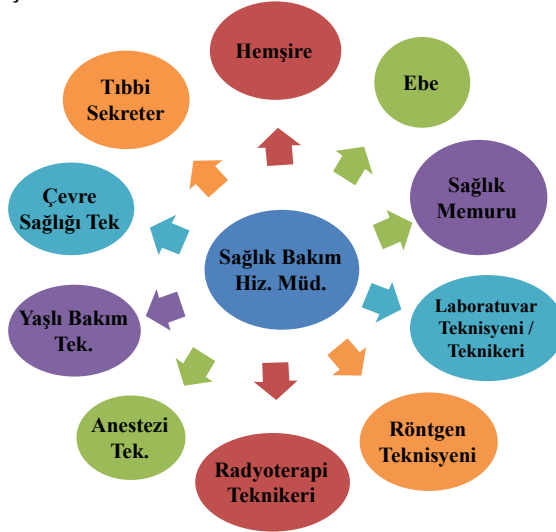 Hemşire
Ebe
Sağlık
Memuru
Laboratuvar
Teknisyeni /
Teknikeri
Röntgen
Teknisyeni
Radyoterapi
Teknikeri
Anestezi
Tek.
Yaşlı Bakım
Tek.
Çevre
Sağlığı Tek
Tıbbi
Sekreter
Sağlık Bakım
Hiz. Müd.